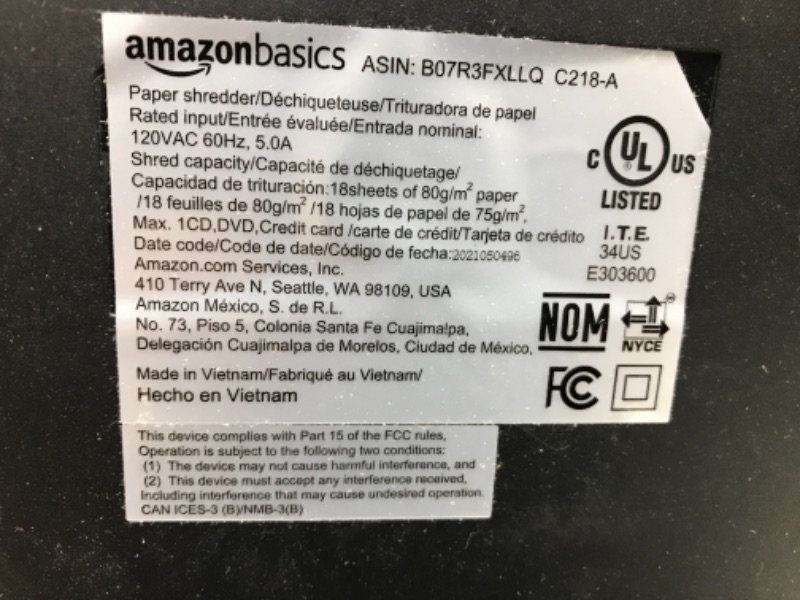 amazonbasics ASIN: B07R3FXLLQ C218-A
Paper shredder/Déchiqueteuse/Trituradora de papel
Rated input/Entrée évaluée/Entrada nominal:
120VAC 60Hz, 5.0A
Shred capacity/Capacité de déchiquetage/
Capacidad de trituración:18sheets of 80g/m² paper
/18 feuilles de 80g/m² /18 hojas de papel de 75g/m²,
Max. 1CD,DVD,Credit card /carte de crédit/Tarjeta de crédito
Date code/Code de date/Código de fecha:2021050496
Amazon.com Services, Inc.
410 Terry Ave N, Seattle, WA 98109, USA
Amazon México, S. de R.L.
No. 73, Piso 5, Colonia Santa Fe Cuajimalpa,
Delegación Cuajimalpa de Morelos, Ciudad de México,
Made in Vietnam/Fabriqué au Vietnam/
Hecho en Vietnam
C UL ® US
LISTED
I.T.E.
34US
E303600
NOM
NYCE
FC
This device complies with Part 15 of the FCC rules,
Operation is subject to the following two conditions:
(1) The device may not cause harmful interference, and
(2) This device must accept any interference received,
Including interference that may cause undesired operation.
CAN ICES-3 (B)/NMB-3(B)